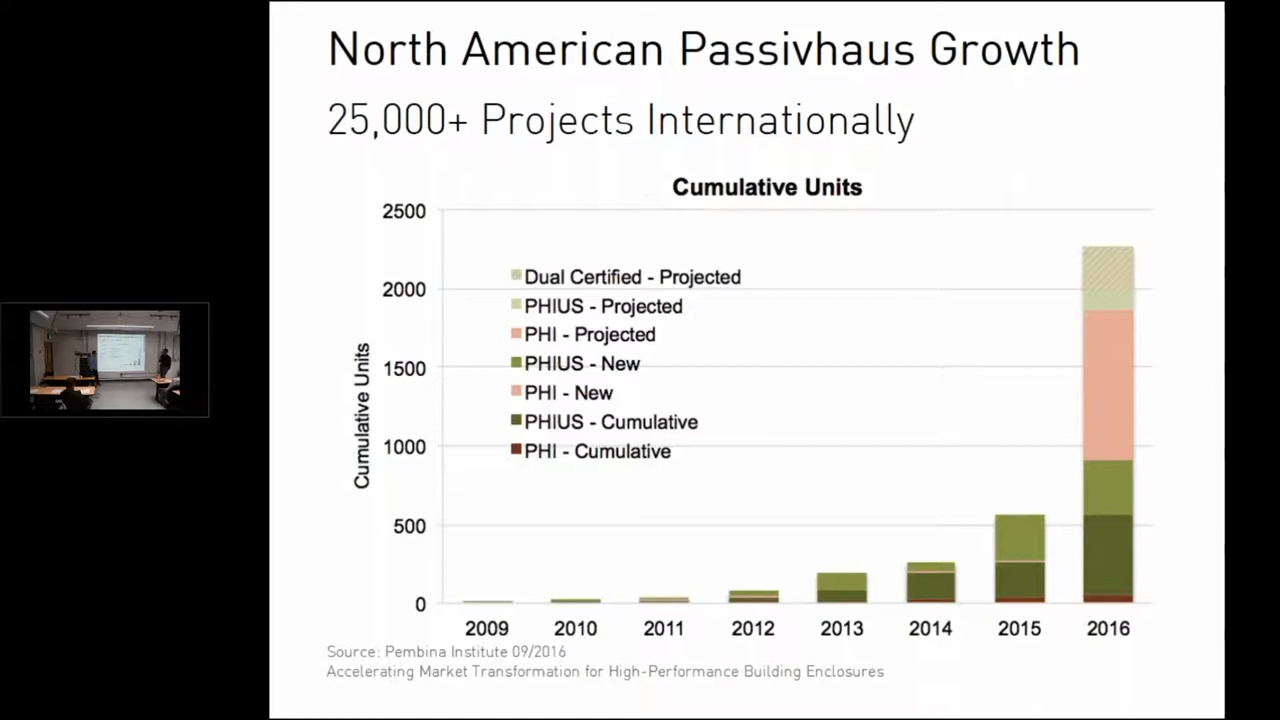 North American Passivhaus Growth
25,000+ Projects Internationally
Cumulative Units
2500
2000
1500
1000
500
0
Cumulative Units
Dual Certified - Projected
PHIUS - Projected
PHI - Projected
PHIUS - New
PHI - New
PHIUS - Cumulative
PHI - Cumulative
2009 2010 2011 2012 2013 2014 2015 2016
Source: Pembina Institute 09/2016
Accelerating Market Transformation for High-Performance Building Enclosures